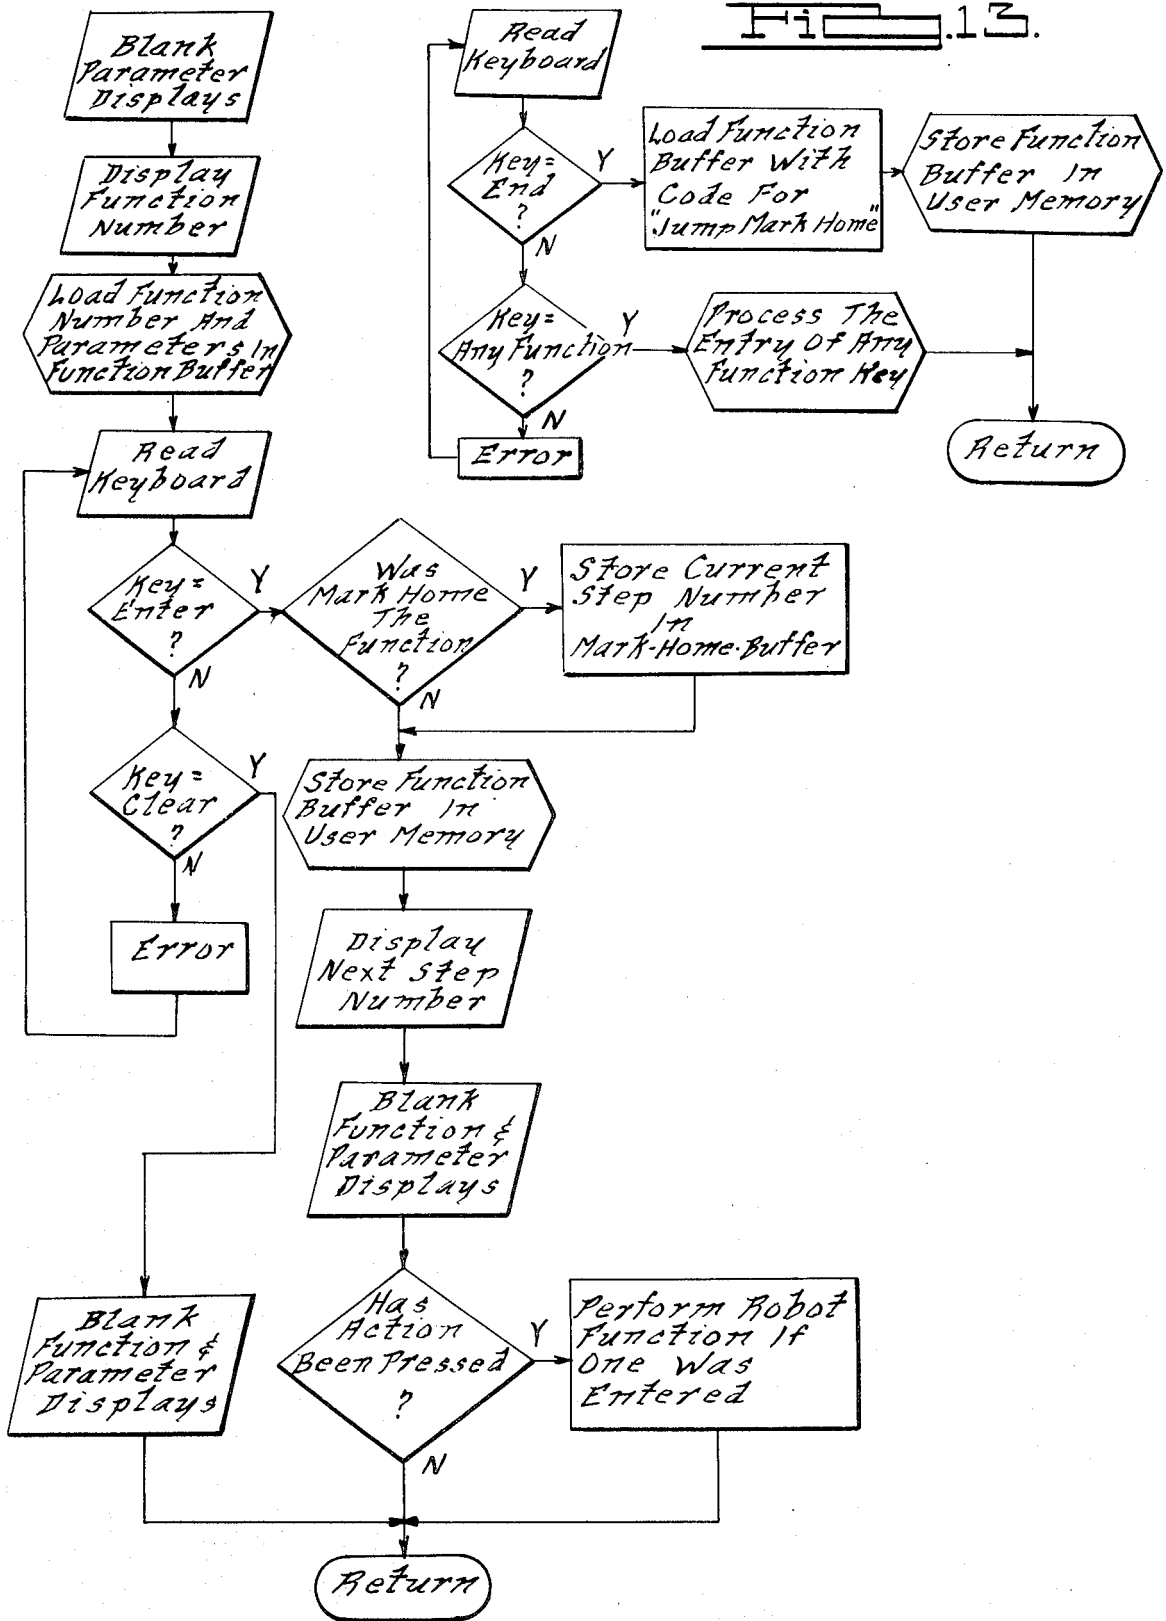 Fig.13.
Blank
Parameter
Displays
Display
Function
Number
Load Function
Number And
Parameters In
Function Buffer
Read
Keyboard
Key=
Enter
?
Y
N
Key=
Clear
?
Y
N
Error
Blank
Function &
Parameter
Displays
Was
Mark Home
The
Function
?
Y
N
Store Current
Step Number
In
Mark-Home-Buffer
Store Function
Buffer In
User Memory
Display
Next Step
Number
Blank
Function &
Parameter
Displays
Has
Action
Been Pressed
?
Y
N
Perform Robot
Function If
One Was
Entered
Return
Read
Keyboard
Key=
End
?
Y
N
Load Function
Buffer With
Code For
"Jump Mark Home"
Store Function
Buffer In
User Memory
Key=
Any Function
?
Y
N
Process The
Entry Of Any
Function Key
Error
Return